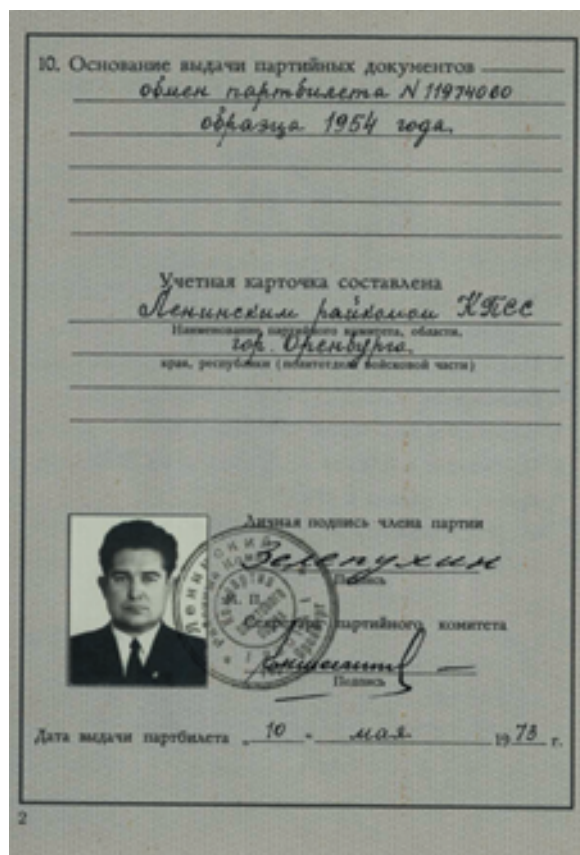 10. Основание выдачи партийных документов
обмен партбилета N 11974060
образца 1954 года.
Учетная карточка составлена
Ленинским райкомом КПСС
Наименование партийного комитета, области,
гор. Оренбурга.
края, республики (политотдела войсковой части)
Личная подпись члена партии
Зелепухин
Подпись
М. П.
Секретарь партийного комитета
Подпись
Дата выдачи партбилета „ 10 " мая 1973 г.
2